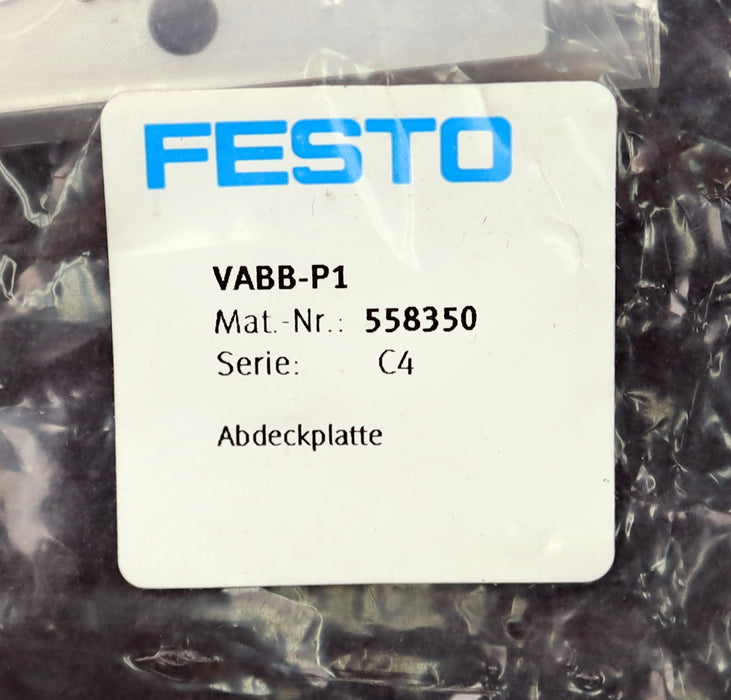 FESTO
VABB-P1
Mat.-Nr.: 558350
Serie: C4
Abdeckplatte